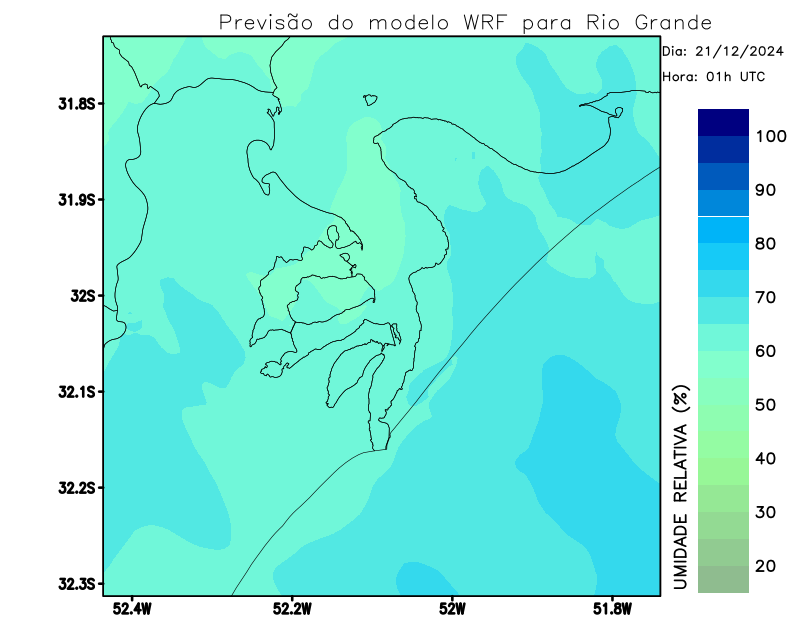 Previsão do modelo WRF para Rio Grande
Dia: 21/12/2024
Hora: 01h UTC
31.8S
31.9S
32S
32.1S
32.2S
32.3S
52.4W
52.2W
52W
51.8W
100
90
80
70
60
50
40
30
20
UMIDADE RELATIVA (%)